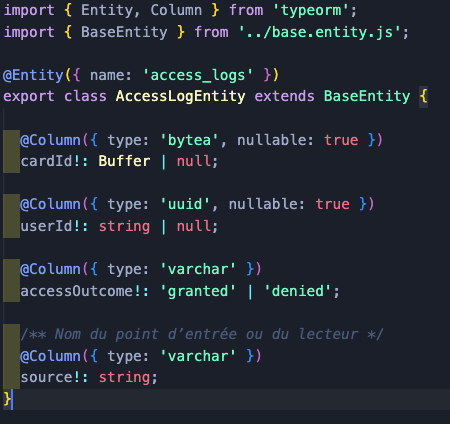 import { Entity, Column } from 'typeorm';
import { BaseEntity } from '../base.entity.js';
@Entity({ name: 'access_logs' })
export class AccessLogEntity extends BaseEntity {
@Column({ type: 'bytea', nullable: true })
cardId!: Buffer | null;
@Column({ type: 'uuid', nullable: true })
userId!: string | null;
@Column({ type: 'varchar' })
accessOutcome!: 'granted' | 'denied';
/** Nom du point d’entrée ou du lecteur */
@Column({ type: 'varchar' })
source!: string;
}